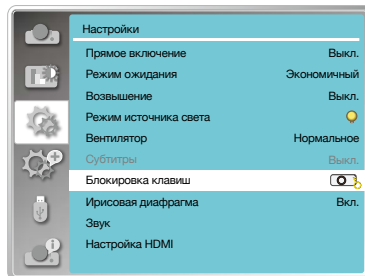 Настройки
Прямое включение Выкл.
Режим ожидания Экономичный
Возвышение Выкл.
Режим источника света
Вентилятор Нормальное
Субтитры Выкл.
Блокировка клавиш
Ирисовая диафрагма Вкл.
Звук
Настройка HDMI